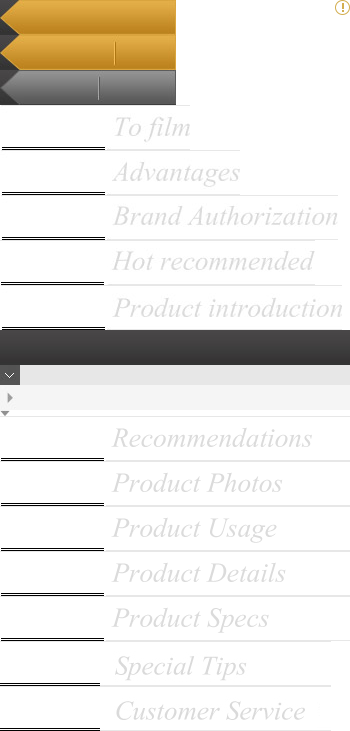 To film
Advantages
Brand Authorization
Hot recommended
Product introduction
Recommendations
Product Photos
Product Usage
Product Details
Product Specs
Special Tips
Customer Service